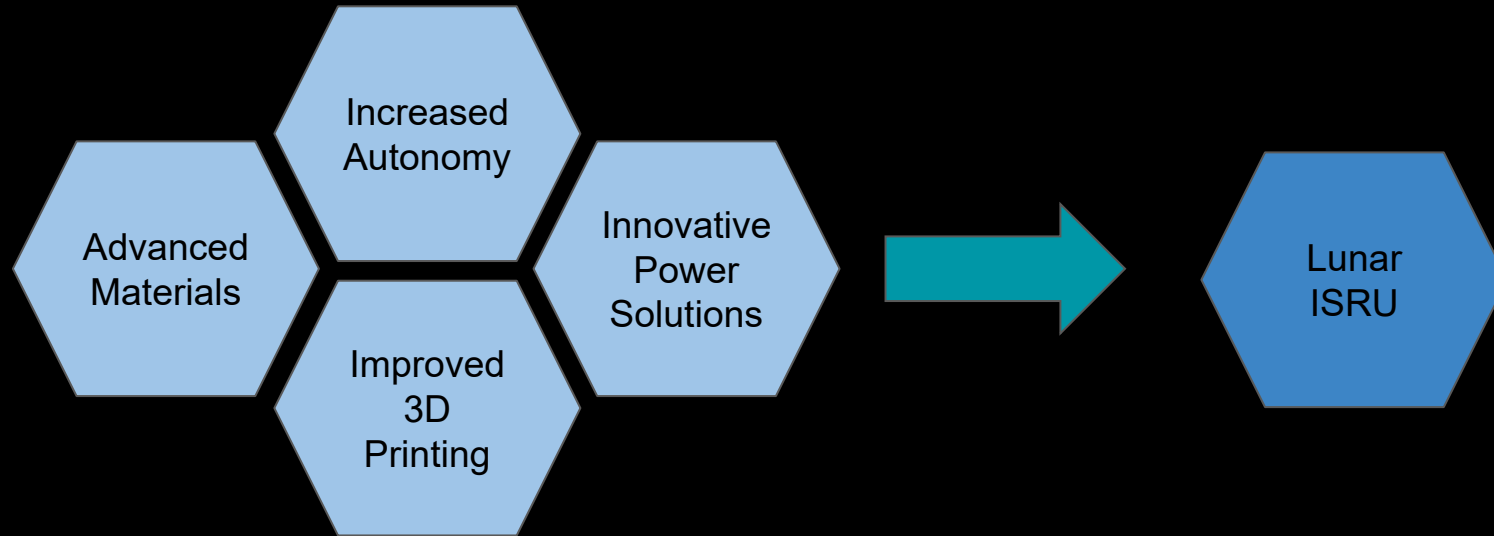 Increased
Autonomy
Advanced
Materials
Innovative
Power
Solutions
Improved
3D
Printing
Lunar
ISRU